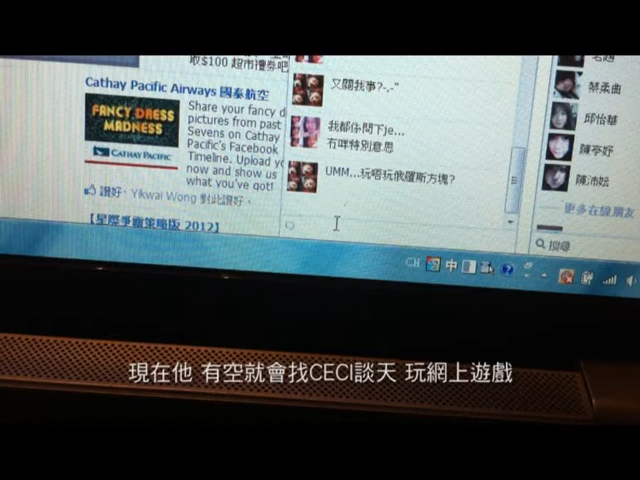 取$100 超市禮券吧
Cathay Pacific Airways 國泰航空
FANCY DRESS
MADNESS
CATHAY PACIFIC
Share your fancy d
pictures from past
Sevens on Cathay
Pacific's Facebook
Timeline. Upload yo
now and show us
what you've got!
讚好· Yikwai Wong 對此讚好。
【星際爭霸策略版 2012】
又關我事?-,-"
我都係問下je...
冇咩特別意思
UMM...玩唔玩俄羅斯方塊?
蔡柔曲
邱怡慧
陳亭妤
陳沛妘
更多在線朋友
搜尋
CH
中
現在他 有空就會找CECI談天 玩網上遊戲